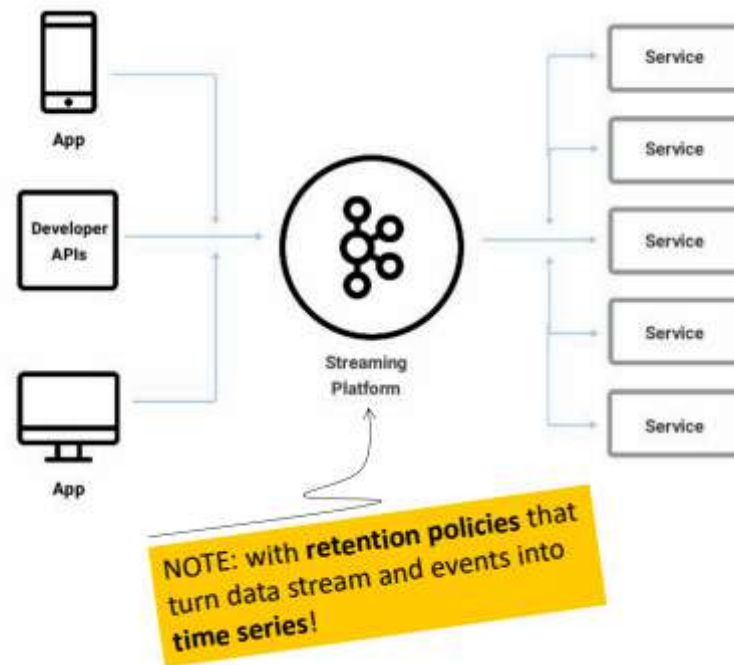 App
Developer
APIs
App
Streaming
Platform
Service
Service
Service
Service
Service
NOTE: with retention policies that
turn data stream and events into
time series!